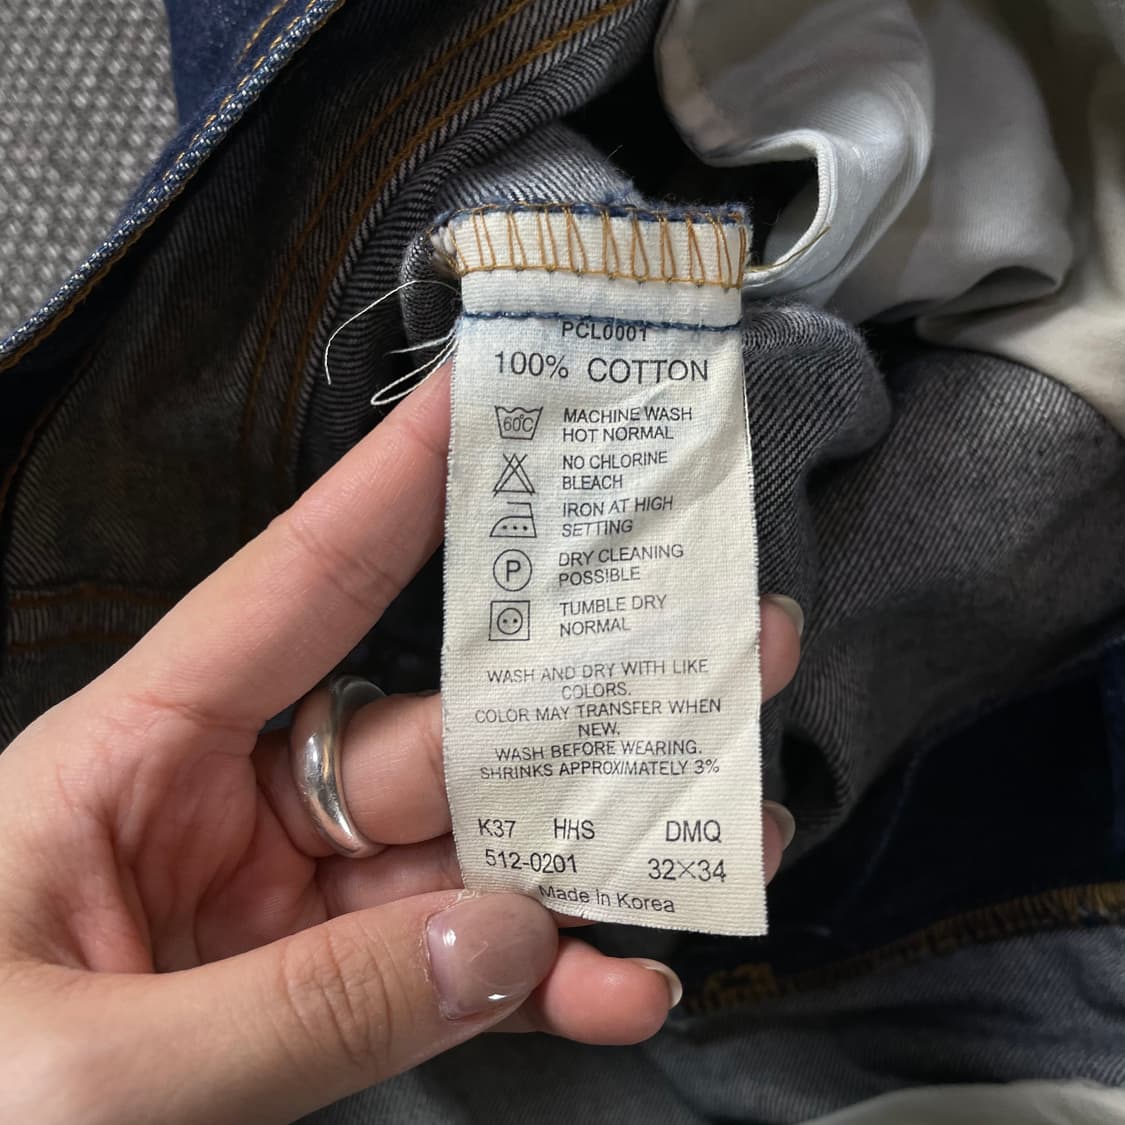 PCL0001
100% COTTON
60℃ MACHINE WASH
HOT NORMAL
NO CHLORINE
BLEACH
IRON AT HIGH
SETTING
P DRY CLEANING
POSSIBLE
TUMBLE DRY
NORMAL
WASH AND DRY WITH LIKE
COLORS.
COLOR MAY TRANSFER WHEN
NEW.
WASH BEFORE WEARING.
SHRINKS APPROXIMATELY 3%
K37 HHS DMQ
512-0201 32×34
Made In Korea